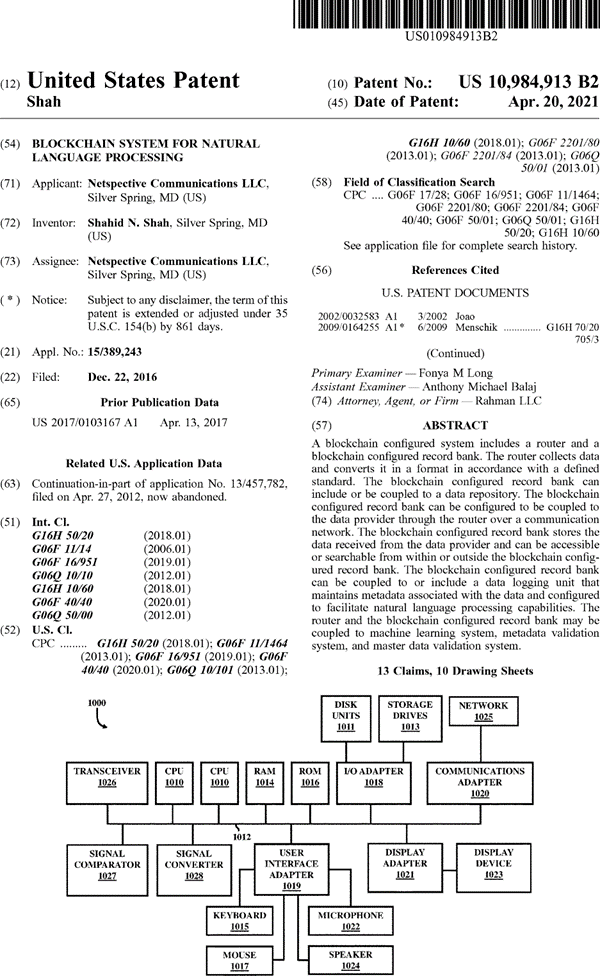 US010984913B2
(12) United States Patent
Shah
(10) Patent No.: US 10,984,913 B2
(45) Date of Patent: Apr. 20, 2021
(54) BLOCKCHAIN SYSTEM FOR NATURAL
LANGUAGE PROCESSING
(71) Applicant: Netspective Communications LLC,
Silver Spring, MD (US)
(72) Inventor: Shahid N. Shah, Silver Spring, MD
(US)
(73) Assignee: Netspective Communications LLC,
Silver Spring, MD (US)
( * ) Notice: Subject to any disclaimer, the term of this
patent is extended or adjusted under 35
U.S.C. 154(b) by 861 days.
(21) Appl. No.: 15/389,243
(22) Filed: Dec. 22, 2016
(65) Prior Publication Data
US 2017/0103167 A1 Apr. 13, 2017
Related U.S. Application Data
(63) Continuation-in-part of application No. 13/457,782,
filed on Apr. 27, 2012, now abandoned.
(51) Int. Cl.
G16H 50/20 (2018.01)
G06F 11/14 (2006.01)
G06F 16/951 (2019.01)
G06Q 10/10 (2012.01)
G16H 10/60 (2018.01)
G06F 40/40 (2020.01)
G06Q 50/00 (2012.01)
(52) U.S. Cl.
CPC ......... G16H 50/20 (2018.01); G06F 11/1464
(2013.01); G06F 16/951 (2019.01); G06F
40/40 (2020.01); G06Q 10/101 (2013.01);
G16H 10/60 (2018.01); G06F 2201/80
(2013.01); G06F 2201/84 (2013.01); G06Q
50/01 (2013.01)
(58) Field of Classification Search
CPC .... G06F 17/28; G06F 16/951; G06F 11/1464;
G06F 2201/80; G06F 2201/84; G06F
40/40; G06F 50/01; G06Q 50/01; G16H
50/20; G16H 10/60
See application file for complete search history.
(56) References Cited
U.S. PATENT DOCUMENTS
2002/0032583 A1 3/2002 Joao
2009/0164255 A1* 6/2009 Menschik .............. G16H 70/20
705/3
(Continued)
Primary Examiner — Fonya M Long
Assistant Examiner — Anthony Michael Balaj
(74) Attorney, Agent, or Firm — Rahman LLC
(57) ABSTRACT
A blockchain configured system includes a router and a
blockchain configured record bank. The router collects data
and converts it in a format in accordance with a defined
standard. The blockchain configured record bank can
include or be coupled to a data repository. The blockchain
configured record bank can be configured to be coupled to
the data provider through the router over a communication
network. The blockchain configured record bank stores the
data received from the data provider and can be accessible
or searchable from within or outside the blockchain config-
ured record bank. The blockchain configured record bank
can be coupled to or include a data logging unit that
maintains metadata associated with the data and configured
to facilitate natural language processing capabilities. The
router and the blockchain configured record bank may be
coupled to machine learning system, metadata validation
system, and master data validation system.
13 Claims, 10 Drawing Sheets
1000
DISK
UNITS
1011
STORAGE
DRIVES
1013
NETWORK
1025
TRANSCEIVER
1026
CPU
1010
CPU
1010
RAM
1014
ROM
1016
I/O ADAPTER
1018
COMMUNICATIONS
ADAPTER
1020
1012
SIGNAL
COMPARATOR
1027
SIGNAL
CONVERTER
1028
USER
INTERFACE
ADAPTER
1019
DISPLAY
ADAPTER
1021
DISPLAY
DEVICE
1023
KEYBOARD
1015
MICROPHONE
1022
MOUSE
1017
SPEAKER
1024